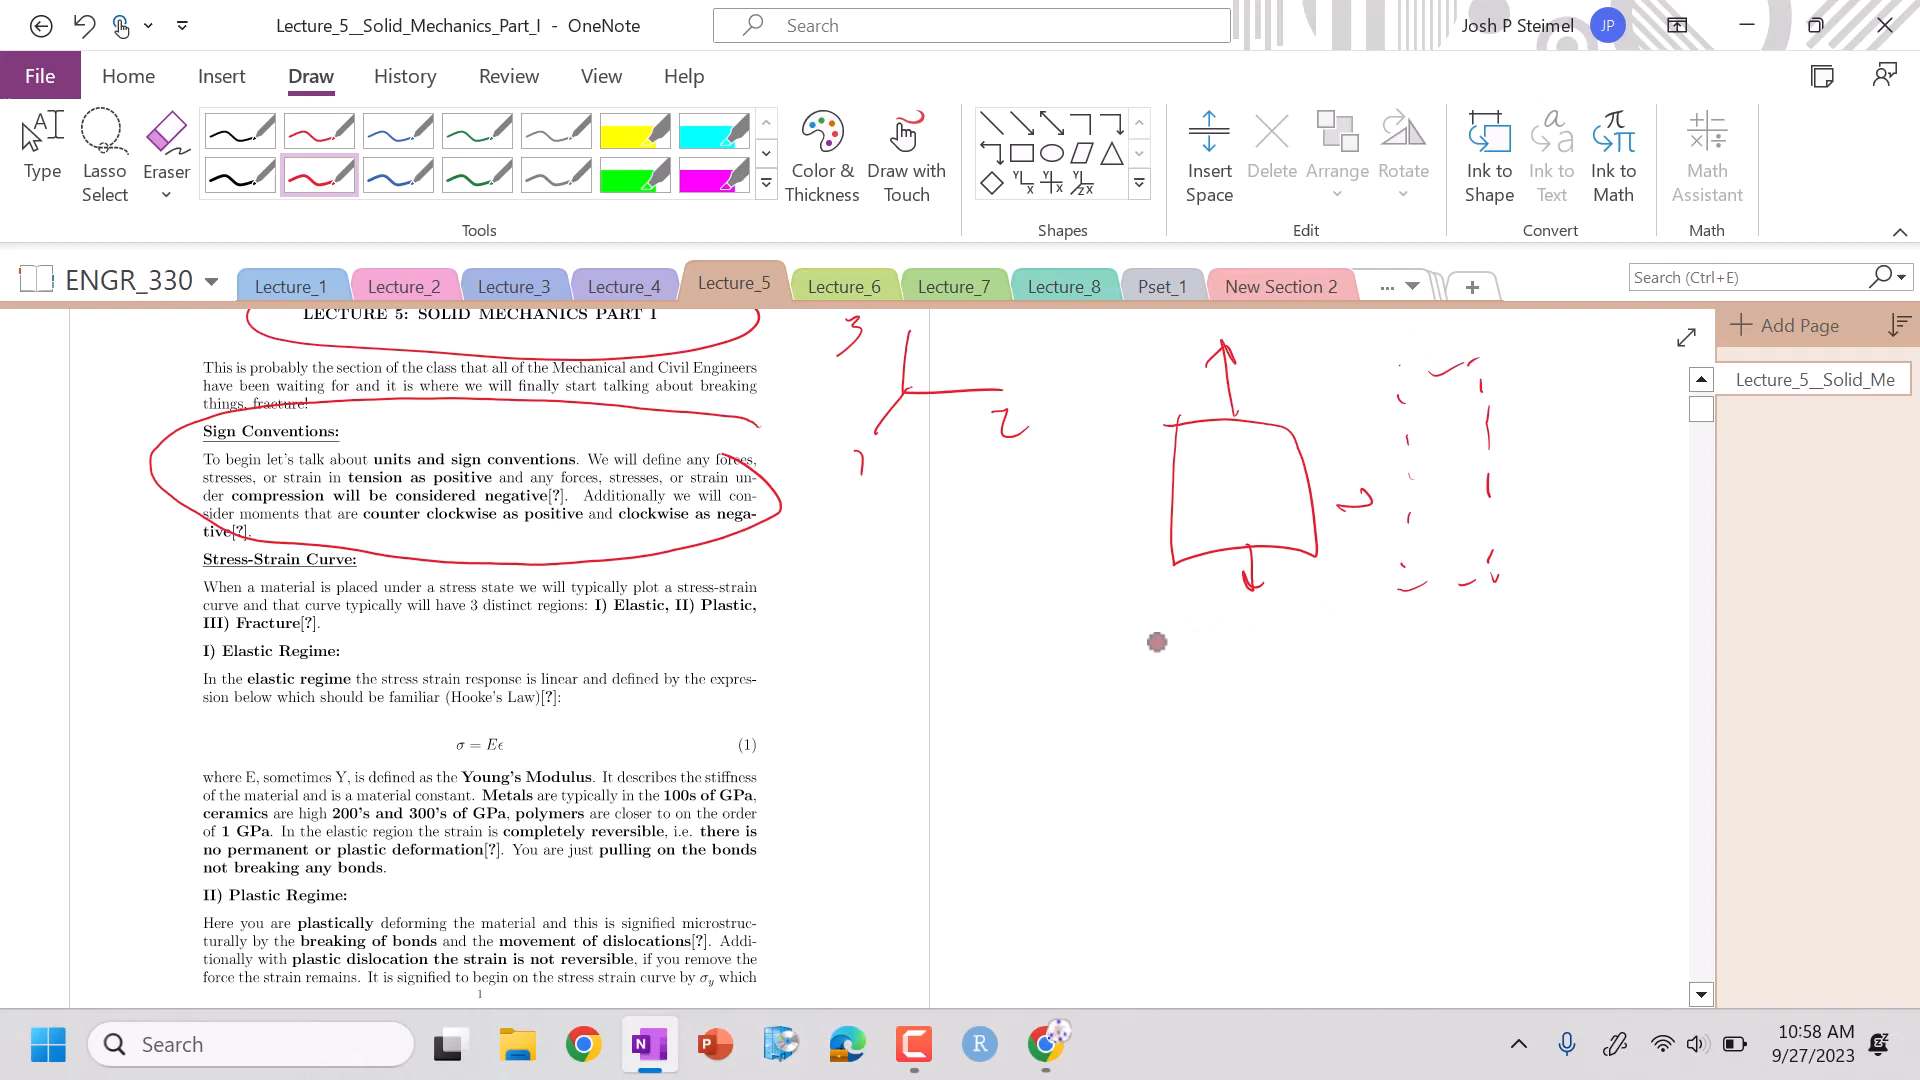 Lecture_5__Solid_Mechanics_Part_I - OneNote
Search
Josh P Steimel
JP
File
Home
Insert
Draw
History
Review
View
Help
Type
Lasso Select
Eraser
Color & Thickness
Draw with Touch
Insert Space
Delete
Arrange
Rotate
Ink to Shape
Ink to Text
Ink to Math
Math Assistant
Tools
Shapes
Edit
Convert
Math
ENGR_330
Lecture_1
Lecture_2
Lecture_3
Lecture_4
Lecture_5
Lecture_6
Lecture_7
Lecture_8
Pset_1
New Section 2
...
Search (Ctrl+E)
Add Page
Lecture_5__Solid_Me
LECTURE 5: SOLID MECHANICS PART I
This is probably the section of the class that all of the Mechanical and Civil Engineers
have been waiting for and it is where we will finally start talking about breaking
things, fracture!
Sign Conventions:
To begin let's talk about units and sign conventions. We will define any forces,
stresses, or strain in tension as positive and any forces, stresses, or strain un-
der compression will be considered negative[?]. Additionally we will con-
sider moments that are counter clockwise as positive and clockwise as nega-
tive[?].
Stress-Strain Curve:
When a material is placed under a stress state we will typically plot a stress-strain
curve and that curve typically will have 3 distinct regions: I) Elastic, II) Plastic,
III) Fracture[?].
I) Elastic Regime:
In the elastic regime the stress strain response is linear and defined by the expres-
sion below which should be familiar (Hooke's Law)[?]:
σ = Eϵ (1)
where E, sometimes Y, is defined as the Young's Modulus. It describes the stiffness
of the material and is a material constant. Metals are typically in the 100s of GPa,
ceramics are high 200's and 300's of GPa, polymers are closer to on the order
of 1 GPa. In the elastic region the strain is completely reversible, i.e. there is
no permanent or plastic deformation[?]. You are just pulling on the bonds
not breaking any bonds.
II) Plastic Regime:
Here you are plastically deforming the material and this is signified microstruc-
turally by the breaking of bonds and the movement of dislocations[?]. Addi-
tionally with plastic dislocation the strain is not reversible, if you remove the
force the strain remains. It is signified to begin on the stress strain curve by σy which
1
3
2
1
Search
10:58 AM
9/27/2023